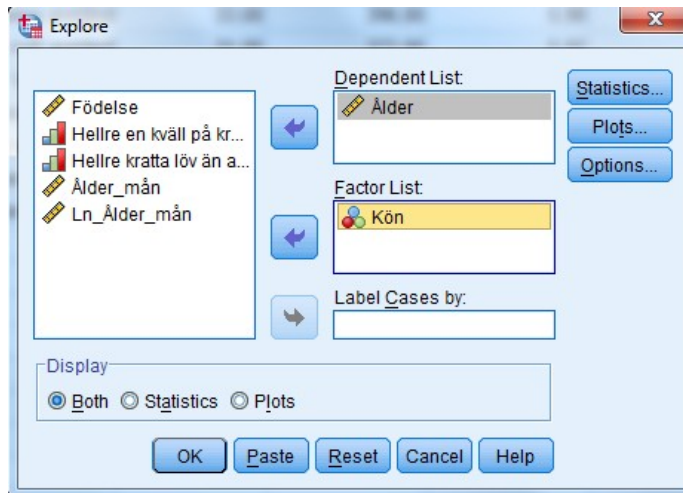 Explore
Dependent List:
Födelse
Hellre en kväll på kr...
Hellre kratta löv än a...
Ålder_mån
Ln_Ålder_mån
Ålder
Factor List:
Kön
Label Cases by:
Statistics...
Plots...
Options...
Display
Both Statistics Plots
OK Paste Reset Cancel Help